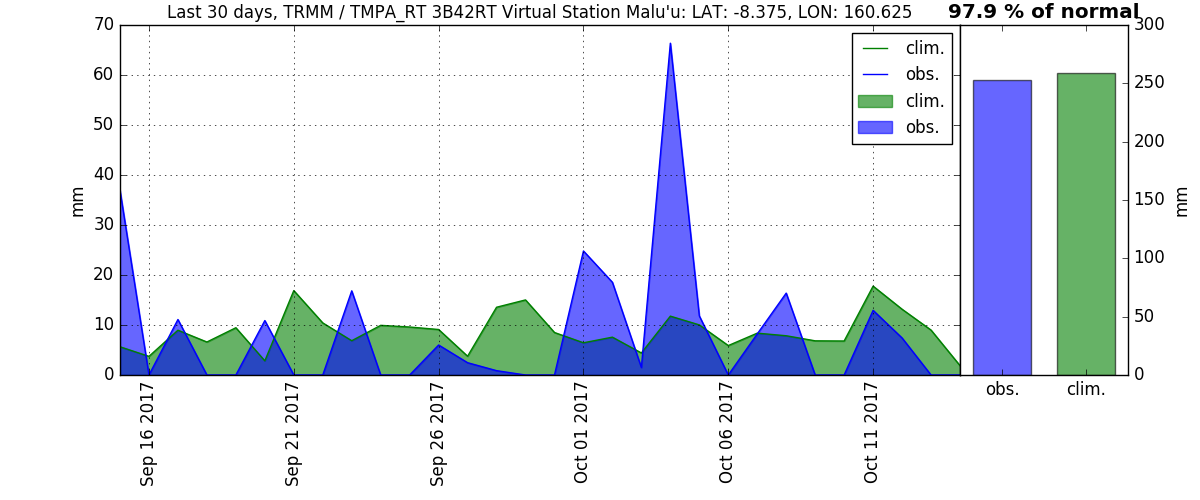 Last 30 days, TRMM / TMPA_RT 3B42RT Virtual Station Malu'u: LAT: -8.375, LON: 160.625
97.9 % of normal
70
60
50
40
30
20
10
0
mm
clim.
obs.
clim.
obs.
Sep 16 2017
Sep 21 2017
Sep 26 2017
Oct 01 2017
Oct 06 2017
Oct 11 2017
300
250
200
150
100
50
0
mm
obs.
clim.